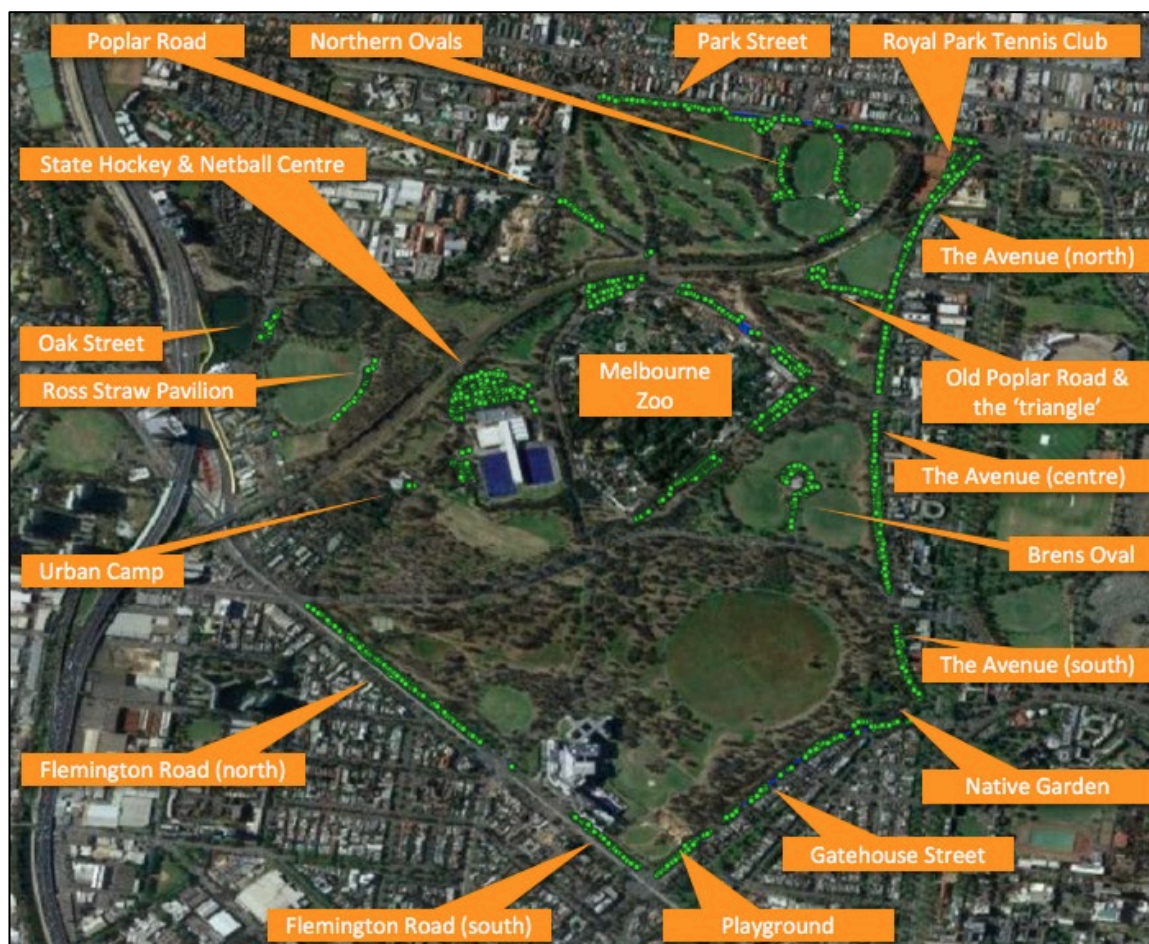 Poplar Road
Northern Ovals
Park Street
Royal Park Tennis Club
State Hockey & Netball Centre
The Avenue (north)
Oak Street
Ross Straw Pavilion
Melbourne
Zoo
Old Poplar Road &
the ‘triangle’
The Avenue (centre)
Urban Camp
Brens Oval
The Avenue (south)
Flemington Road (north)
Native Garden
Gatehouse Street
Flemington Road (south)
Playground